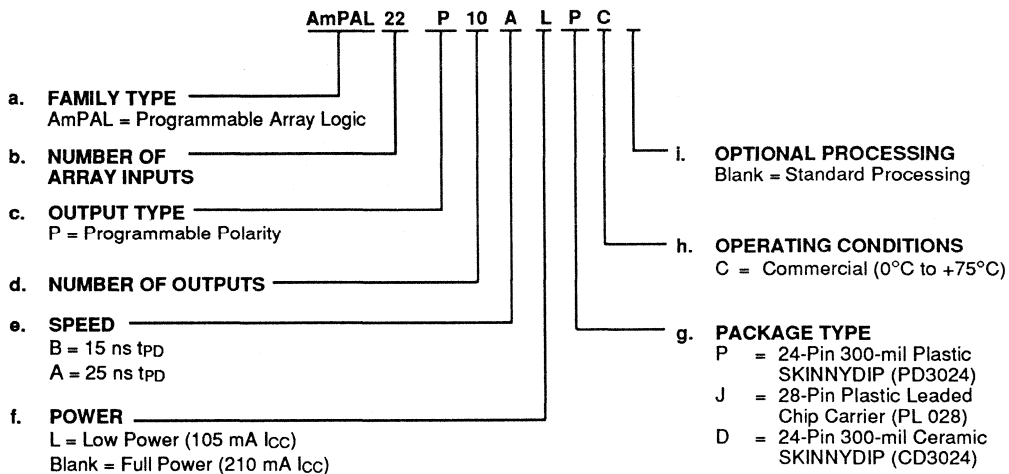 AmPAL 22 P 10 A L P C
a. FAMILY TYPE
AmPAL = Programmable Array Logic
b. NUMBER OF
ARRAY INPUTS
c. OUTPUT TYPE
P = Programmable Polarity
d. NUMBER OF OUTPUTS
e. SPEED
B = 15 ns tPD
A = 25 ns tPD
f. POWER
L = Low Power (105 mA ICC)
Blank = Full Power (210 mA ICC)
i. OPTIONAL PROCESSING
Blank = Standard Processing
h. OPERATING CONDITIONS
C = Commercial (0°C to +75°C)
g. PACKAGE TYPE
P = 24-Pin 300-mil Plastic
SKINNYDIP (PD3024)
J = 28-Pin Plastic Leaded
Chip Carrier (PL 028)
D = 24-Pin 300-mil Ceramic
SKINNYDIP (CD3024)